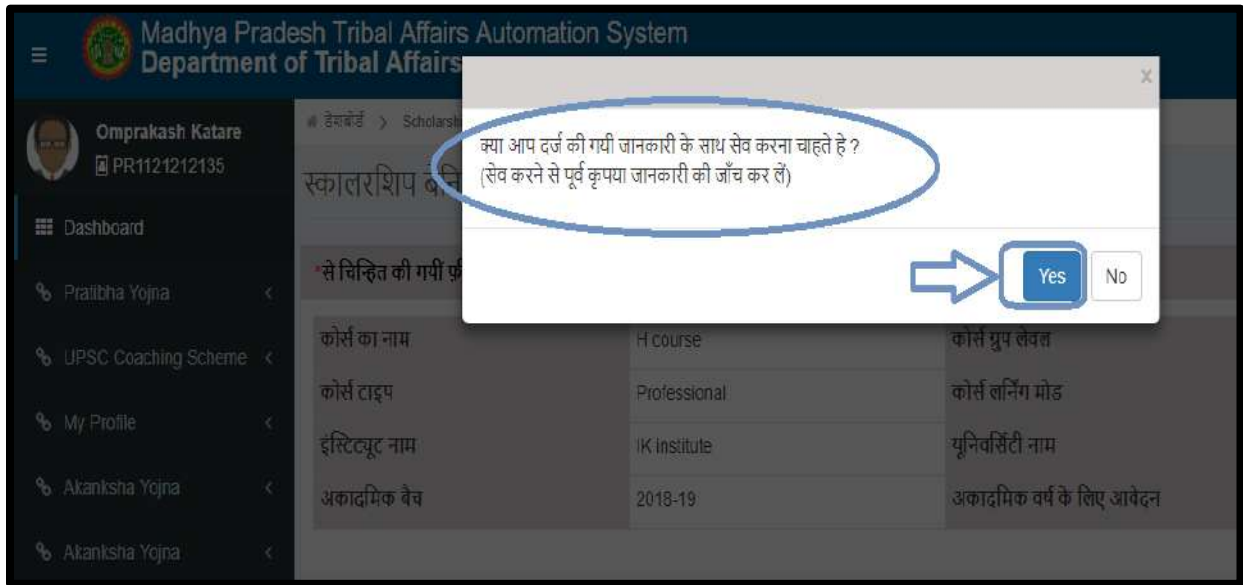 Madhya Pradesh Tribal Affairs Automation System
Department of Tribal Affairs
Omprakash Katare
PR1121212135
Dashboard
Pratibha Yojna
UPSC Coaching Scheme
My Profile
Akanksha Yojna
Akanksha Yojna
डैशबोर्ड > Scholarsh
स्कालरशिप
x
क्या आप दर्ज की गयी जानकारी के साथ सेव करना चाहते हे ?
(सेव करने से पूर्व कृपया जानकारी की जाँच कर लें)
Yes No
*से चिन्हित की गयीं
कोर्स का नाम H course कोर्स ग्रुप लेवल
कोर्स टाइप Professional कोर्स लर्निंग मोड
इंस्टिट्यूट नाम IK institute यूनिवर्सिटी नाम
अकादमिक बैच 2018-19 अकादमिक वर्ष के लिए आवेदन